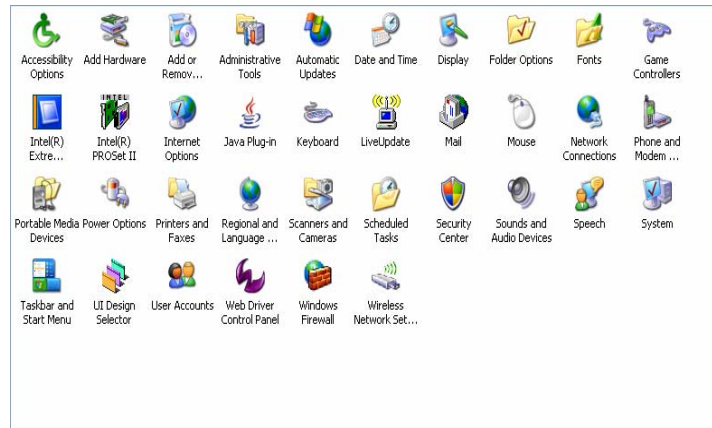 Accessibility Options
Add Hardware
Add or Remov...
Administrative Tools
Automatic Updates
Date and Time
Display
Folder Options
Fonts
Game Controllers
Intel(R) Extre...
INTEL
Intel(R) PROSet II
Internet Options
Java Plug-in
Keyboard
LiveUpdate
Mail
Mouse
Network Connections
Phone and Modem ...
Portable Media Devices
Power Options
Printers and Faxes
Regional and Language ...
Scanners and Cameras
Scheduled Tasks
Security Center
Sounds and Audio Devices
Speech
System
Taskbar and Start Menu
UI Design Selector
User Accounts
Web Driver Control Panel
Windows Firewall
Wireless Network Set...